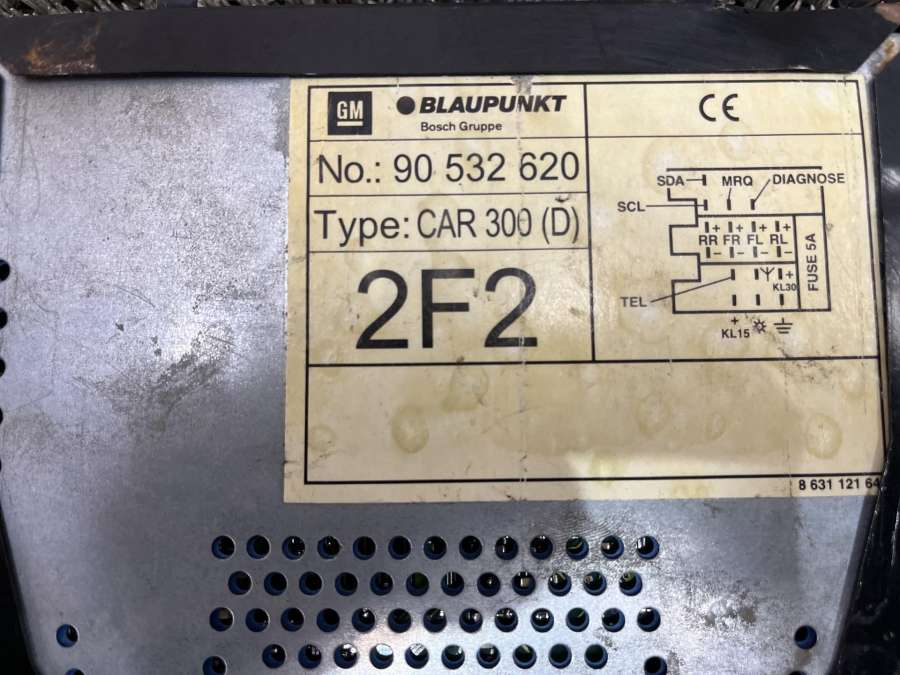 GM
BLAUPUNKT
Bosch Gruppe
No.: 90 532 620
Type: CAR 300 (D)
2F2
CE
SDA MRQ DIAGNOSE
SCL
+ + + +
RR FR FL RL
- - - -
FUSE 5A
+
KL30
TEL
+
KL15
8 631 121 64